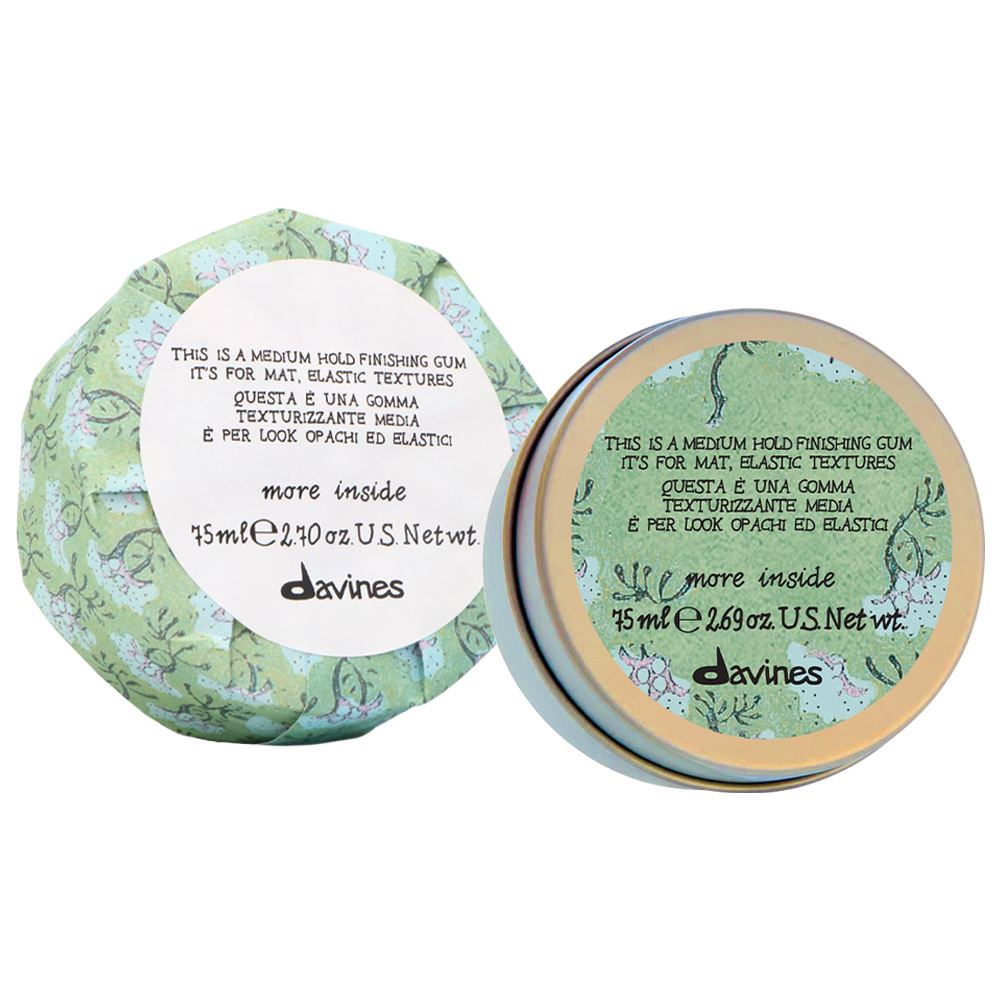 THIS IS A MEDIUM HOLD FINISHING GUM
IT'S FOR MAT, ELASTIC TEXTURES
QUESTA È UNA GOMMA
TEXTURIZZANTE MEDIA
È PER LOOK OPACHI ED ELASTICI
more inside
75ml℮2.70 oz. U.S. Net wt.
davines
THIS IS A MEDIUM HOLD FINISHING GUM
IT'S FOR MAT, ELASTIC TEXTURES
QUESTA È UNA GOMMA
TEXTURIZZANTE MEDIA
È PER LOOK OPACHI ED ELASTICI
more inside
75 ml ℮ 2.69 oz. U.S. Net wt.
davines